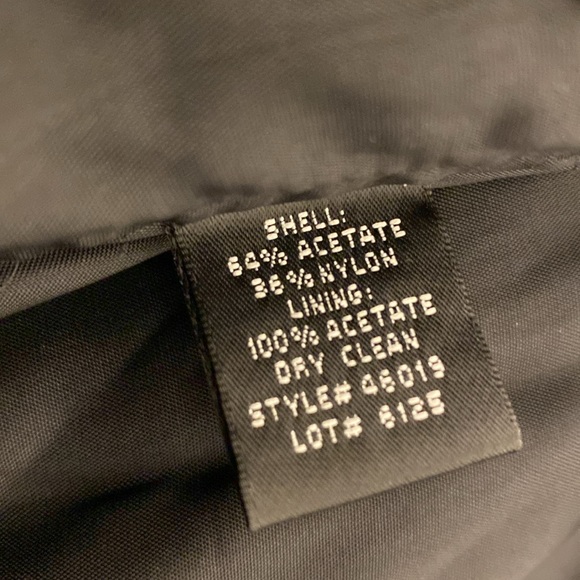 SHELL:
64% ACETATE
36% NYLON
LINING:
100% ACETATE
DRY CLEAN
STYLE# 46019
LOT# 6125